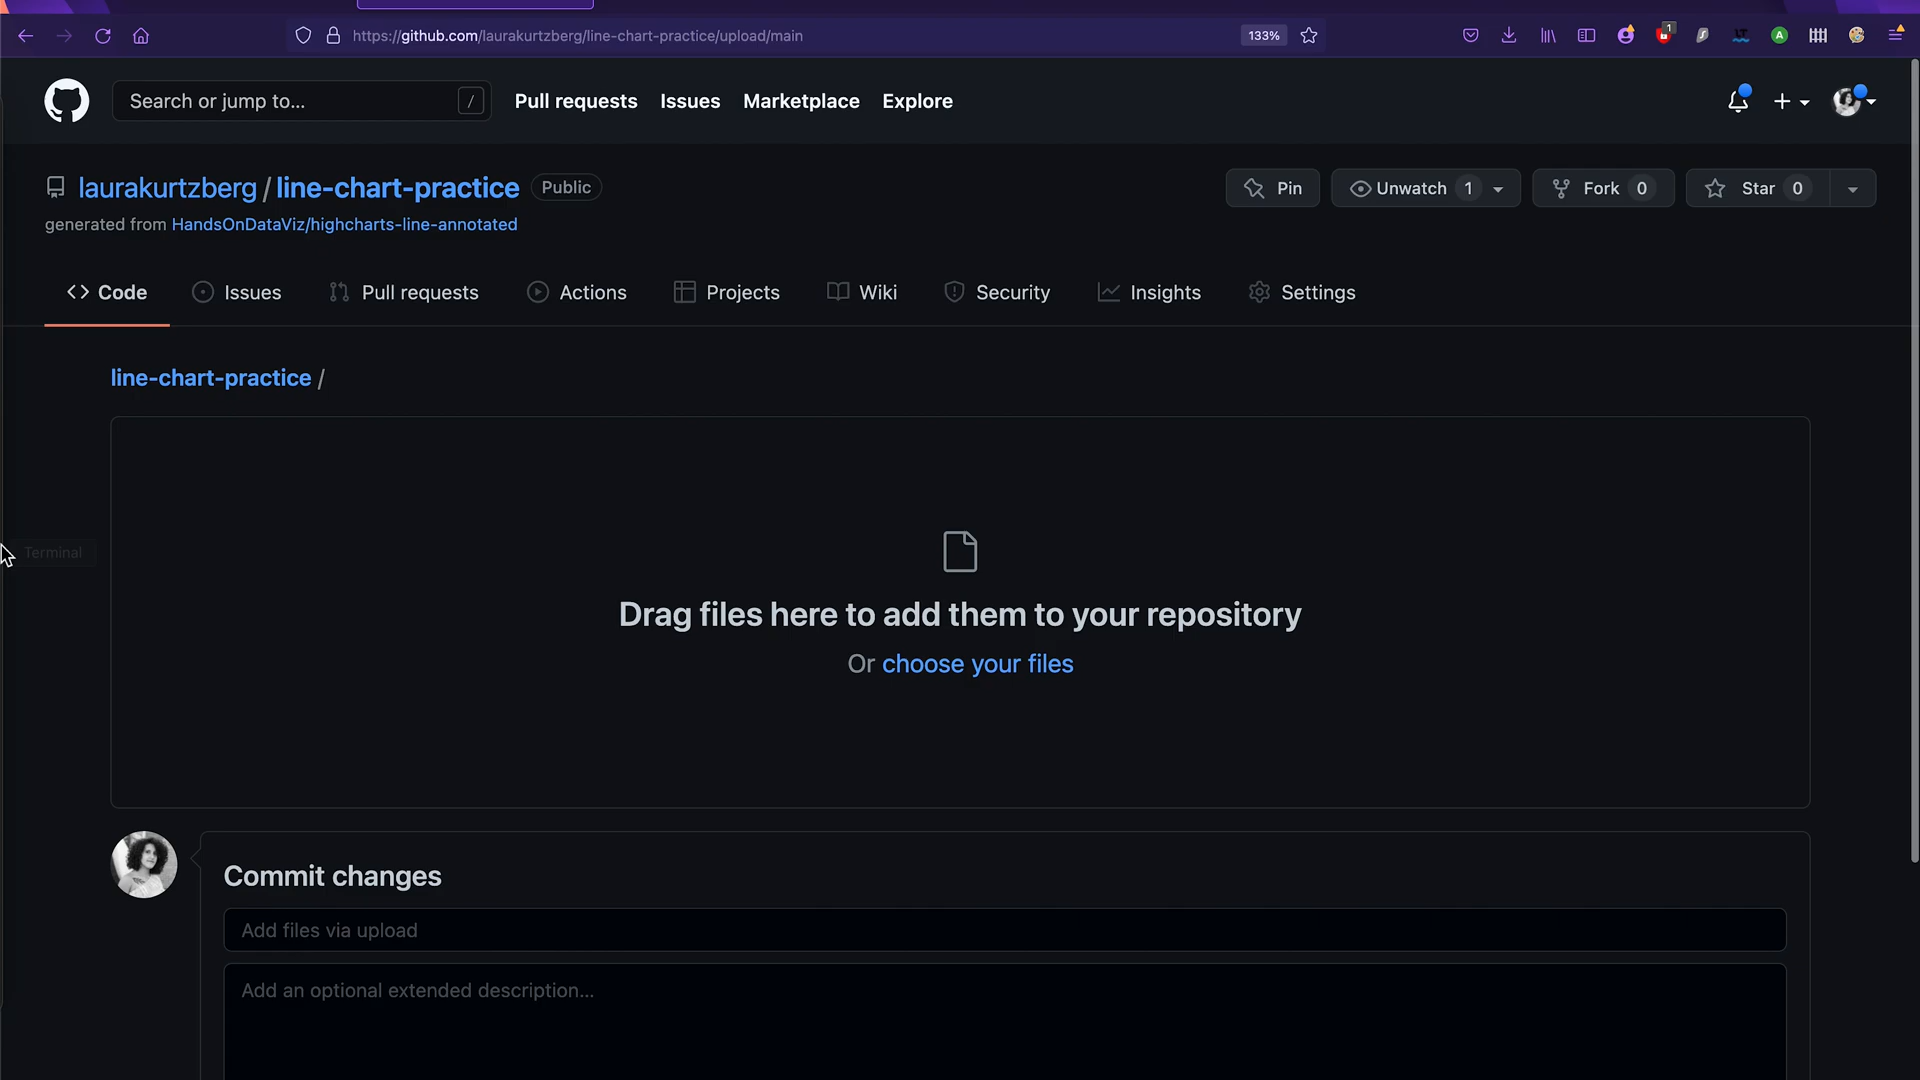 https://github.com/laurakurtzberg/line-chart-practice/upload/main
133%
1
A
Search or jump to...
/
Pull requests
Issues
Marketplace
Explore
laurakurtzberg / line-chart-practice
Public
Pin
Unwatch 1
Fork 0
Star 0
generated from HandsOnDataViz/highcharts-line-annotated
Code
Issues
Pull requests
Actions
Projects
Wiki
Security
Insights
Settings
line-chart-practice /
Terminal
Drag files here to add them to your repository
Or choose your files
Commit changes
Add files via upload
Add an optional extended description...